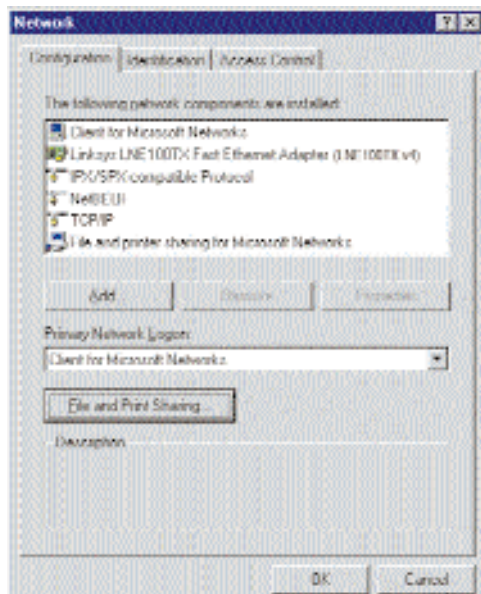 Network
Configuration Identification Access Control
The following network components are installed:
Client for Microsoft Networks
Linksys LNE100TX Fast Ethernet Adapter (LNE100TX v4)
IPX/SPX-compatible Protocol
NetBEUI
TCP/IP
File and printer sharing for Microsoft Networks
Add... Remove Properties
Primary Network Logon:
Client for Microsoft Networks
File and Print Sharing...
Description
OK Cancel